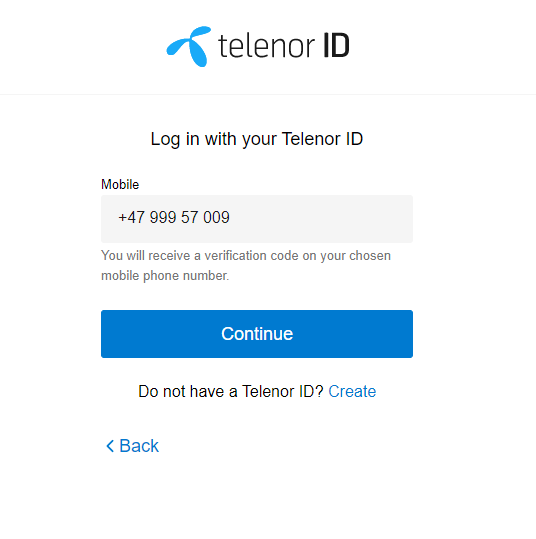 telenor ID
Log in with your Telenor ID
Mobile
+47 999 57 009
You will receive a verification code on your chosen
mobile phone number.
Continue
Do not have a Telenor ID? Create
Back